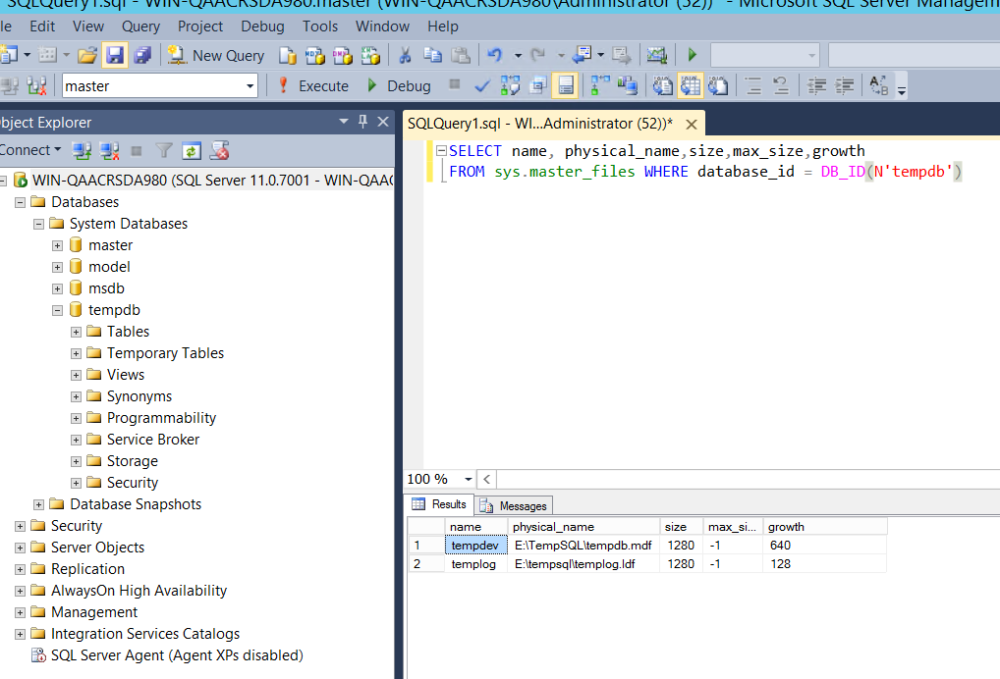 SQLQuery1.sql - WIN-QAACRSDA980.master (WIN-QAACRSDA980\Administrator (52))* - Microsoft SQL Server Managem
le Edit View Query Project Debug Tools Window Help
New Query
master Execute Debug
bject Explorer
Connect
WIN-QAACRSDA980 (SQL Server 11.0.7001 - WIN-QAAC
Databases
System Databases
master
model
msdb
tempdb
Tables
Temporary Tables
Views
Synonyms
Programmability
Service Broker
Storage
Security
Database Snapshots
Security
Server Objects
Replication
AlwaysOn High Availability
Management
Integration Services Catalogs
SQL Server Agent (Agent XPs disabled)
SQLQuery1.sql - WI...Administrator (52))*
SELECT name, physical_name,size,max_size,growth
FROM sys.master_files WHERE database_id = DB_ID(N'tempdb')
100 %
Results Messages
name physical_name size max_si... growth
1 tempdev E:\TempSQL\tempdb.mdf 1280 -1 640
2 templog E:\tempsql\templog.ldf 1280 -1 128